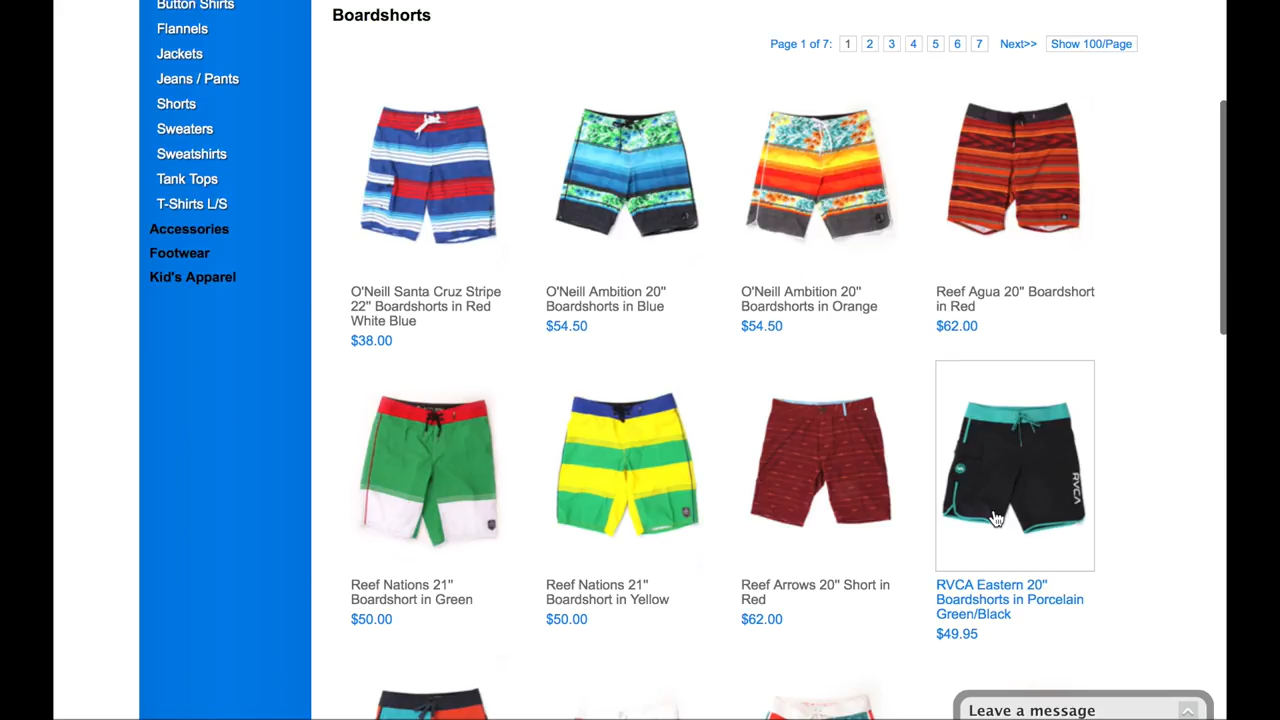 Button Shirts
Flannels
Jackets
Jeans / Pants
Shorts
Sweaters
Sweatshirts
Tank Tops
T-Shirts L/S
Accessories
Footwear
Kid's Apparel
Boardshorts
Page 1 of 7: 1 2 3 4 5 6 7 Next>> Show 100/Page
O'Neill Santa Cruz Stripe
22" Boardshorts in Red
White Blue
$38.00
O'Neill Ambition 20"
Boardshorts in Blue
$54.50
O'Neill Ambition 20"
Boardshorts in Orange
$54.50
Reef Agua 20" Boardshort
in Red
$62.00
RVCA
Reef Nations 21"
Boardshort in Green
$50.00
Reef Nations 21"
Boardshort in Yellow
$50.00
Reef Arrows 20" Short in
Red
$62.00
RVCA Eastern 20"
Boardshorts in Porcelain
Green/Black
$49.95
Leave a message